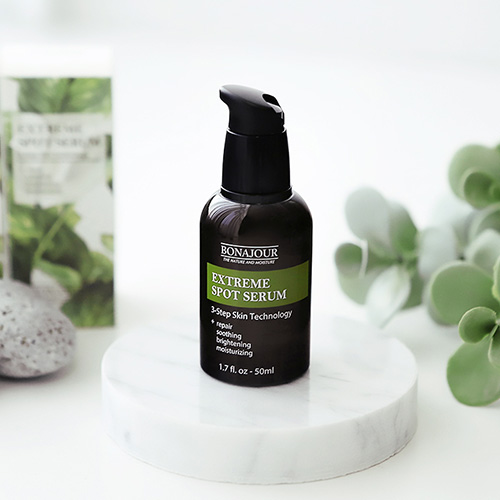 EXTREME
SPOT SERUM
BONAJOUR
THE NATURE AND MOISTURE
EXTREME
SPOT SERUM
3-Step Skin Technology
+ repair
soothing
brightening
moisturizing
1.7 fl. oz - 50ml